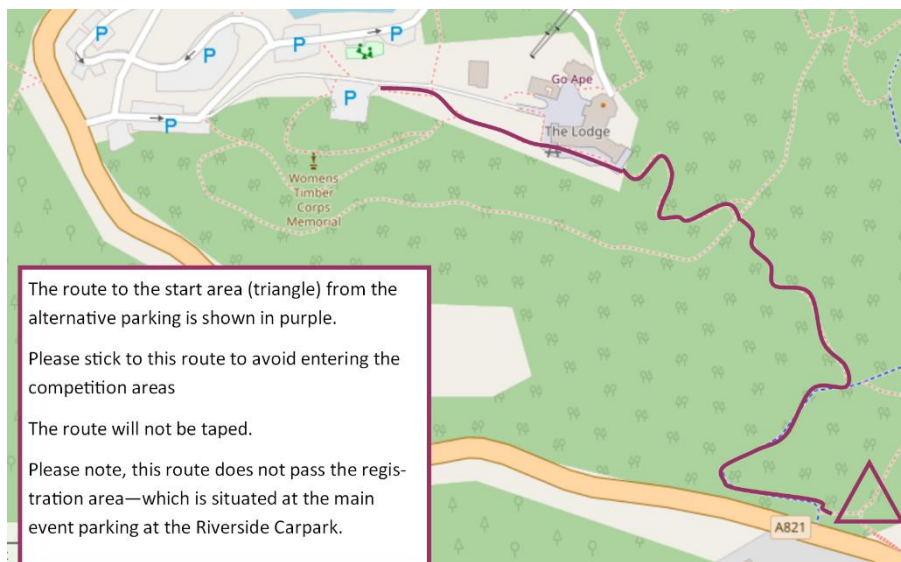 P
P
P
P
P
P
Go Ape
The Lodge
Womens
Timber
Corps
Memorial
The route to the start area (triangle) from the
alternative parking is shown in purple.
Please stick to this route to avoid entering the
competition areas
The route will not be taped.
Please note, this route does not pass the regis-
tration area—which is situated at the main
event parking at the Riverside Carpark.
A821